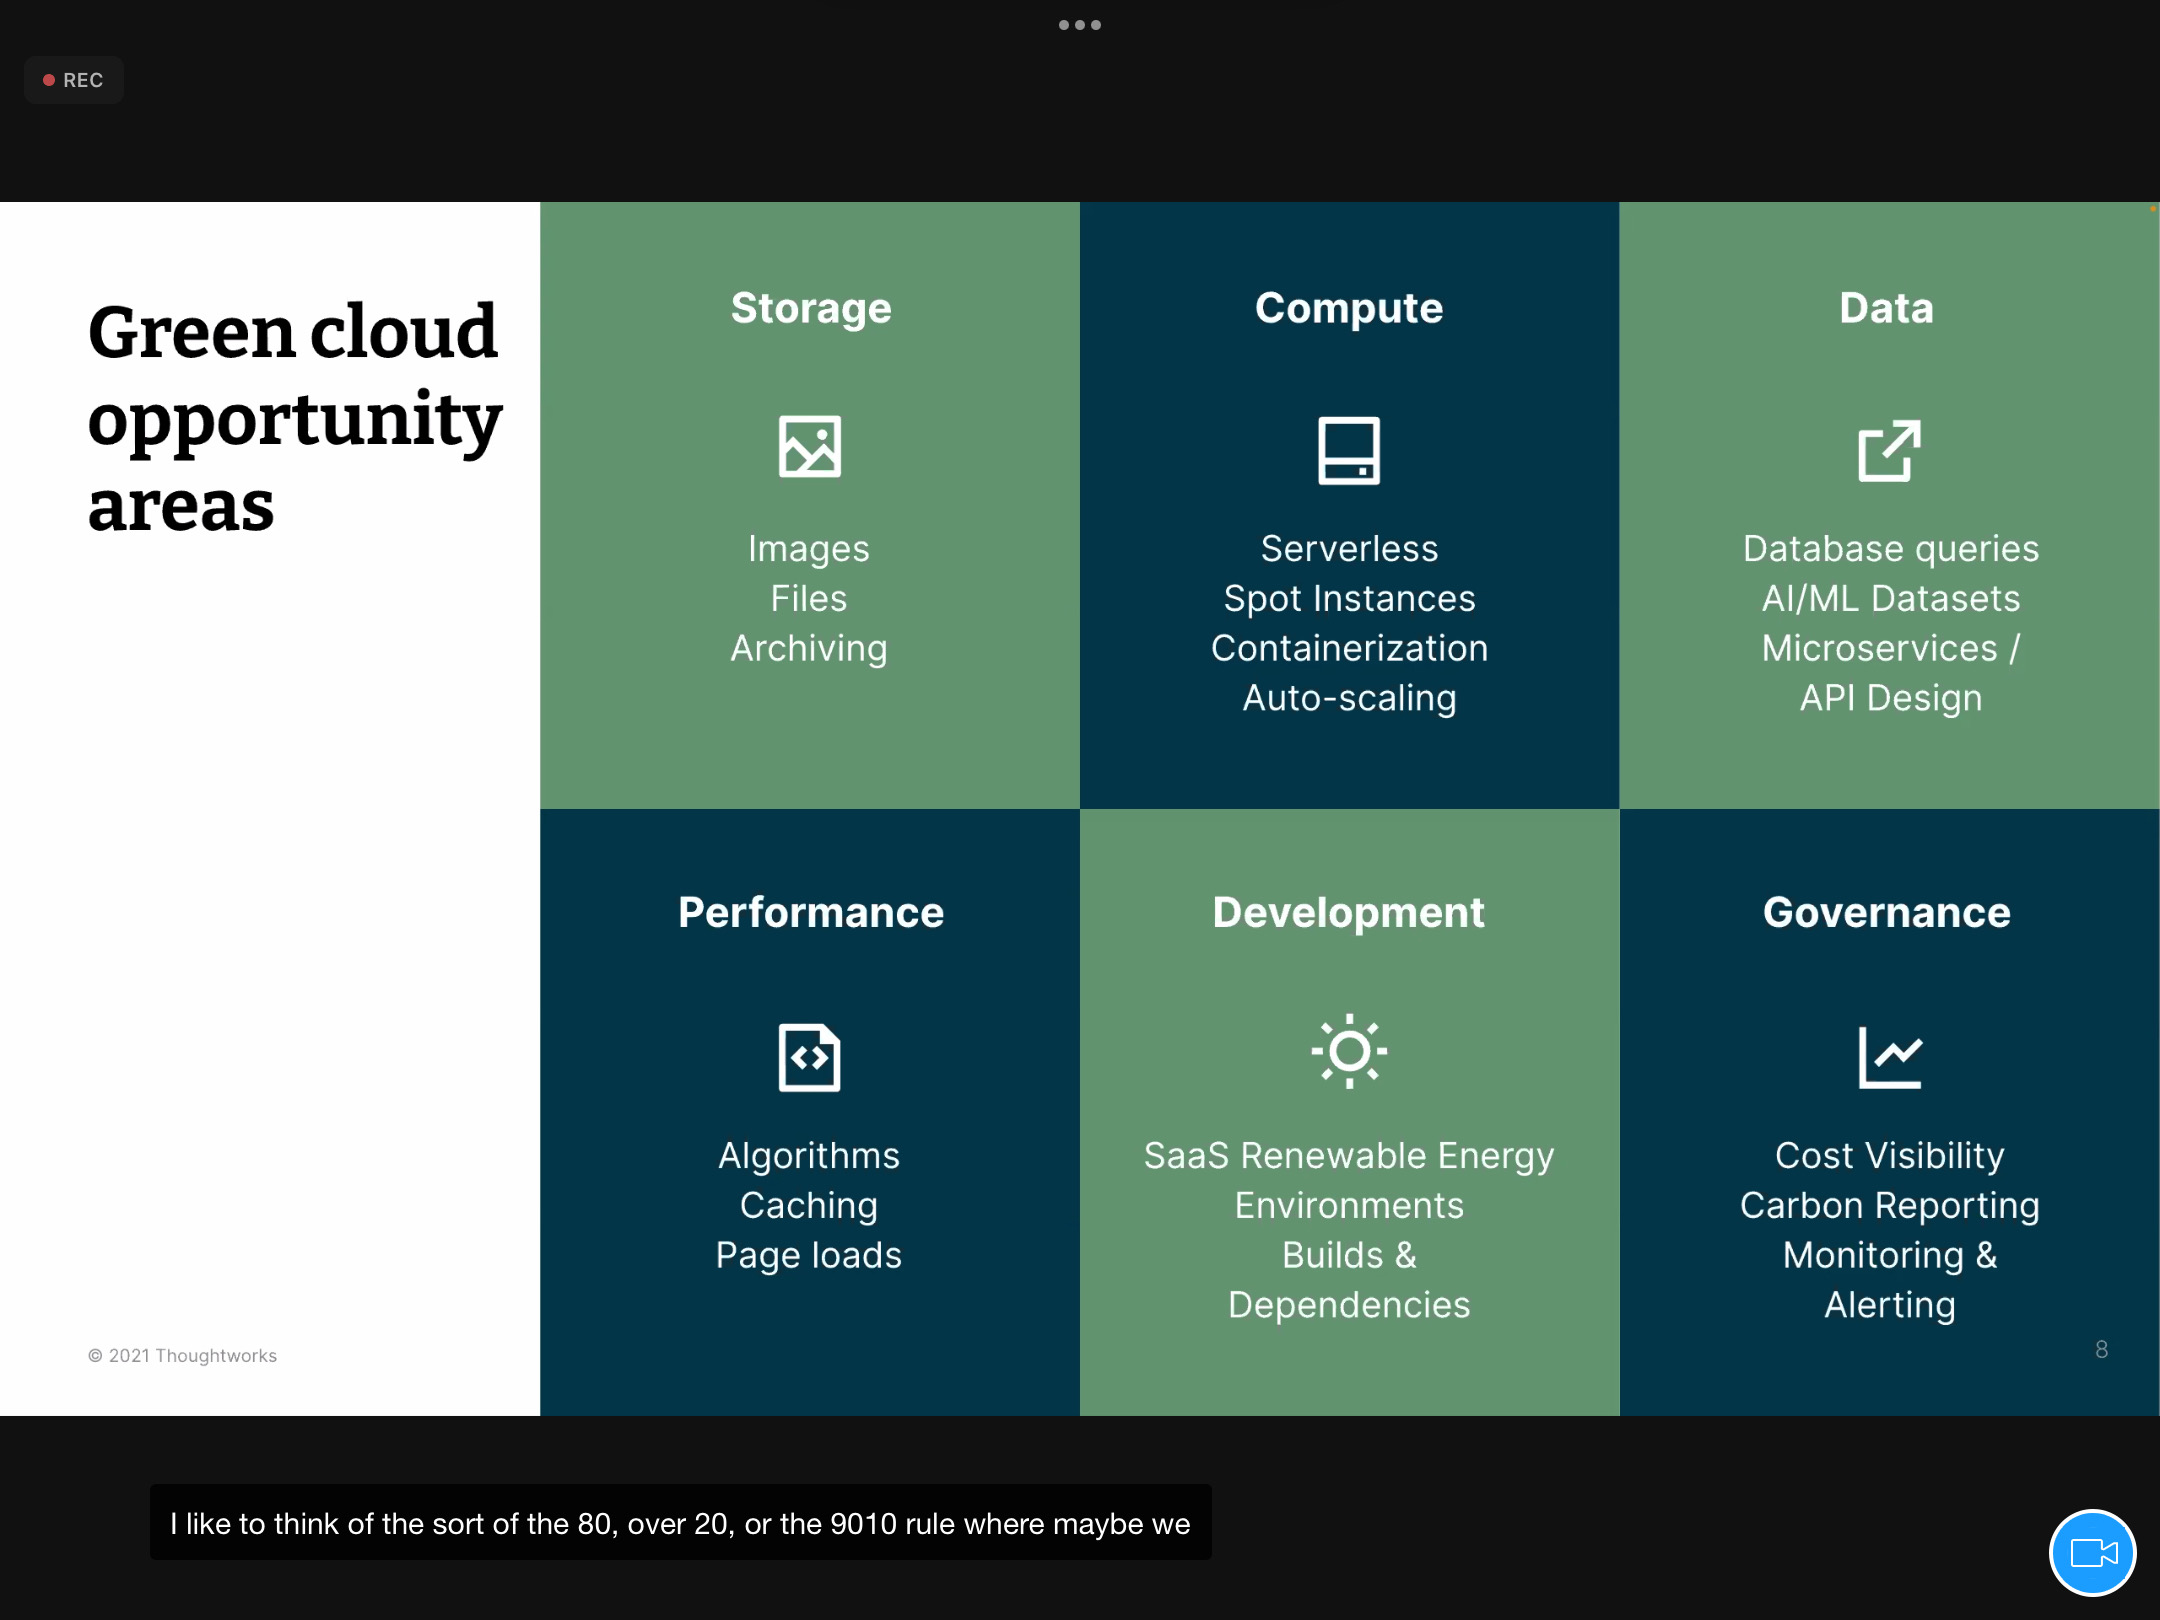 REC
Green cloud
opportunity
areas
Storage
Images
Files
Archiving
Compute
Serverless
Spot Instances
Containerization
Auto-scaling
Data
Database queries
AI/ML Datasets
Microservices /
API Design
Performance
Algorithms
Caching
Page loads
Development
SaaS Renewable Energy
Environments
Builds &
Dependencies
Governance
Cost Visibility
Carbon Reporting
Monitoring &
Alerting
© 2021 Thoughtworks
8
I like to think of the sort of the 80, over 20, or the 9010 rule where maybe we